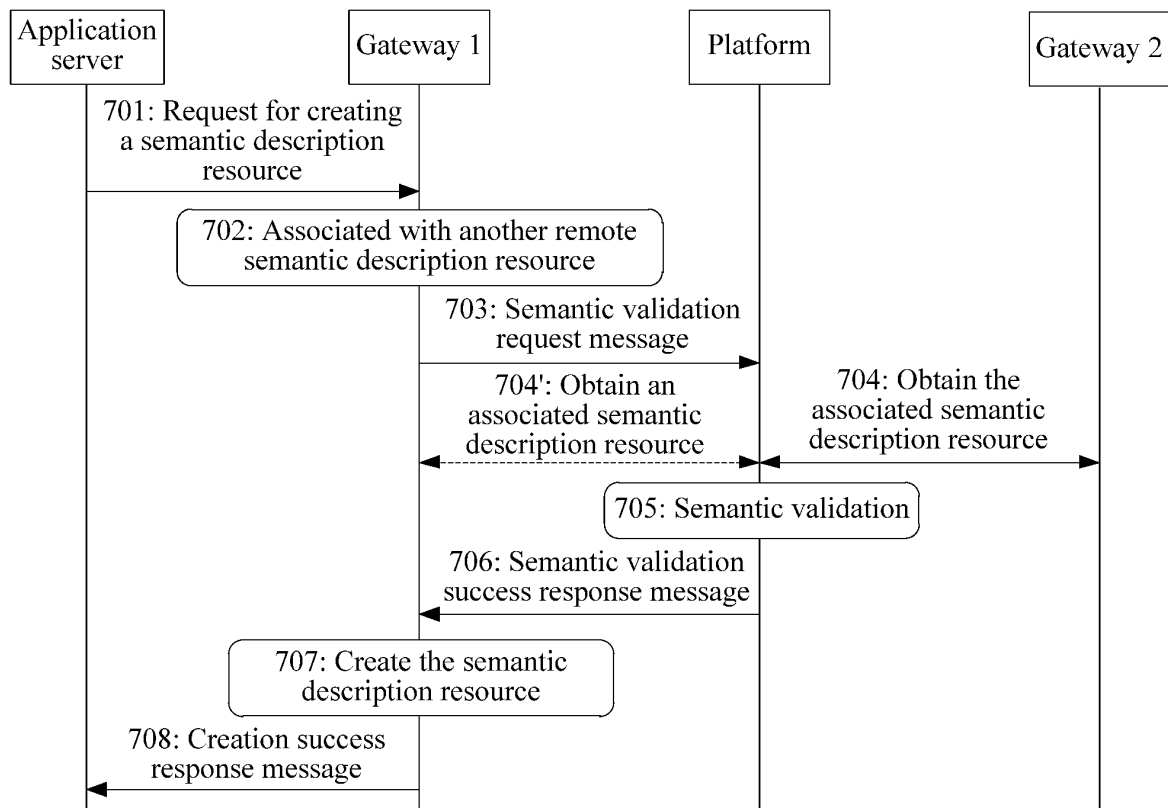 Application
server
Gateway 1
Platform
Gateway 2
701: Request for creating
a semantic description
resource
702: Associated with another remote
semantic description resource
703: Semantic validation
request message
704': Obtain an
associated semantic
description resource
704: Obtain the
associated semantic
description resource
705: Semantic validation
706: Semantic validation
success response message
707: Create the semantic
description resource
708: Creation success
response message